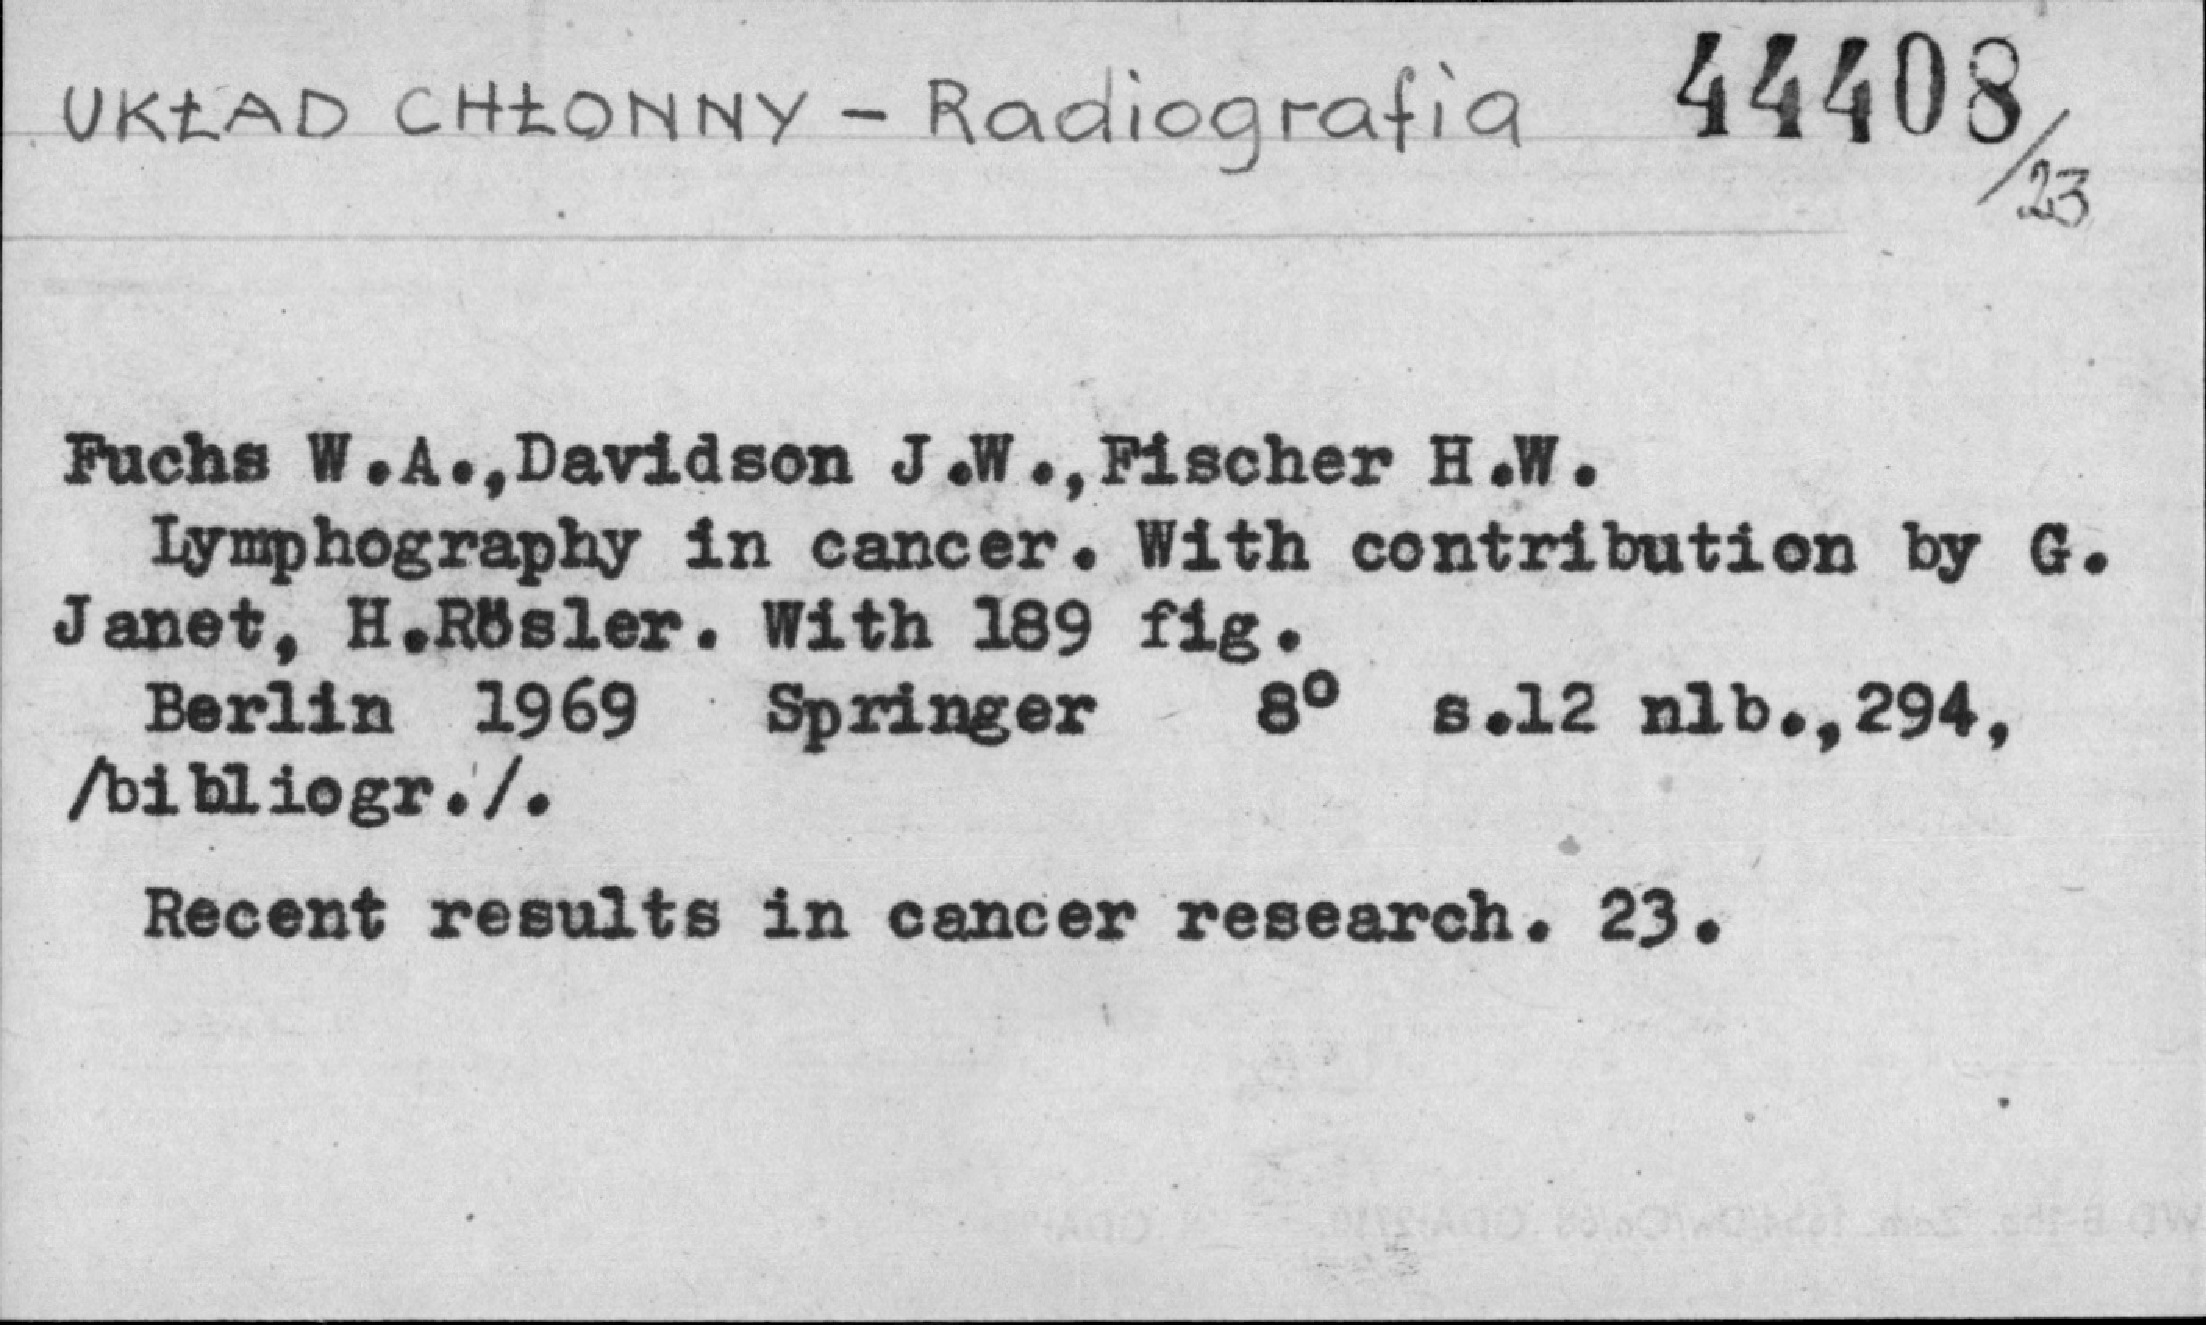 UKŁAD CHŁONNY – Radiografia 44408/23
Fuchs W.A.,Davidson J.W.,Fischer H.W.
Lymphography in cancer. With contribution by G.
Janet, H.Rösler. With 189 fig.
Berlin 1969 Springer 8° s.12 nlb.,294,
/bibliogr./.
Recent results in cancer research. 23.